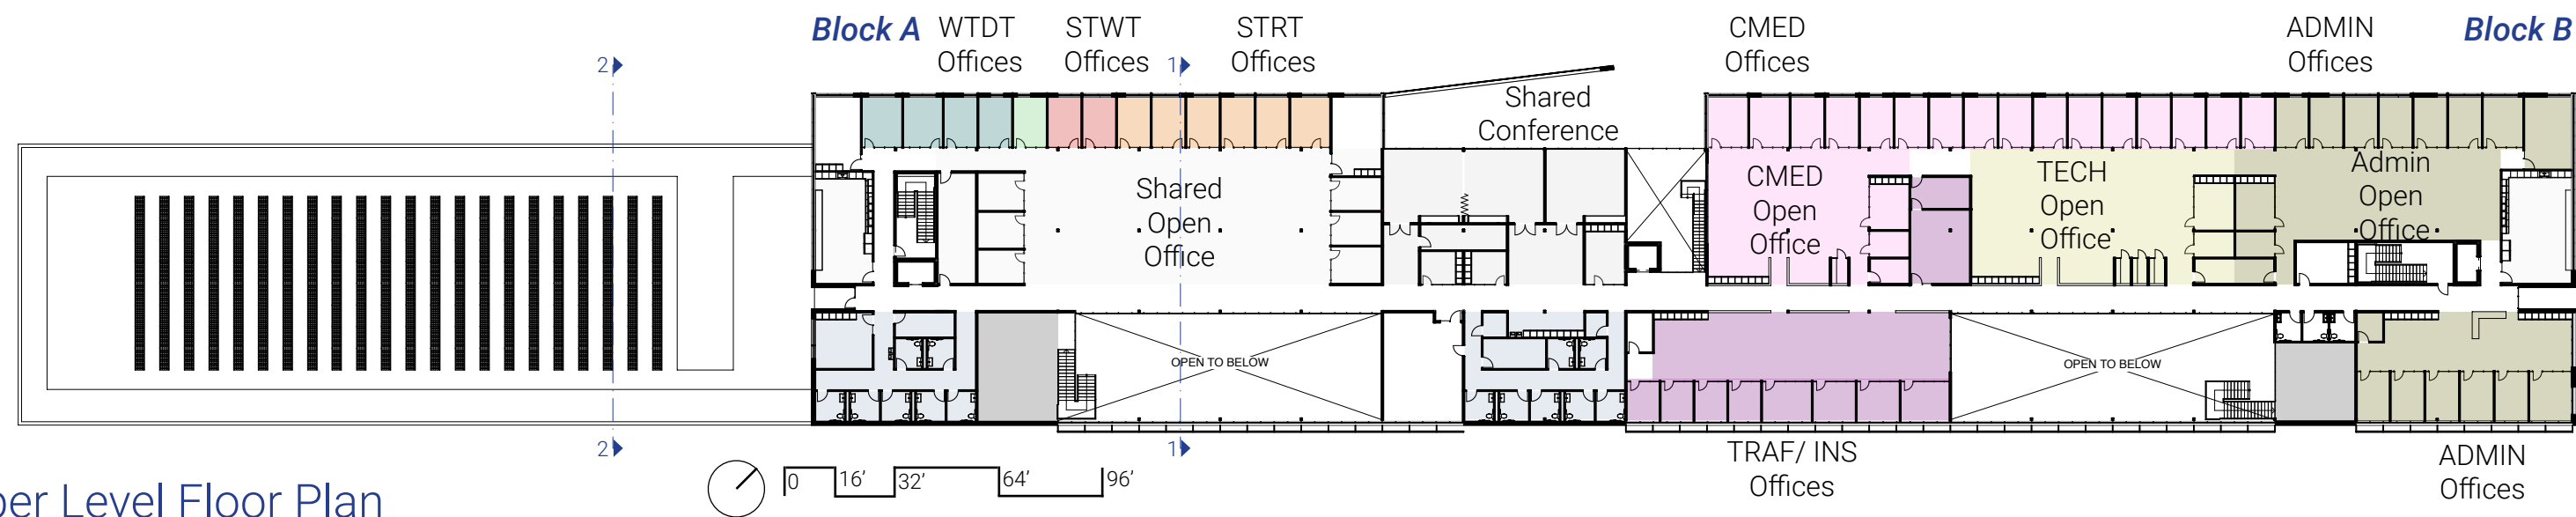 Block A
WTDT
Offices
STWT
Offices
STRT
Offices
CMED
Offices
ADMIN
Offices
Block B
2
1
Shared
Conference
Shared
Open
Office
CMED
Open
Office
TECH
Open
Office
Admin
Open
Office
OPEN TO BELOW
OPEN TO BELOW
2
1
TRAF/ INS
Offices
ADMIN
Offices
0 16’ 32’ 64’ 96’
per Level Floor Plan